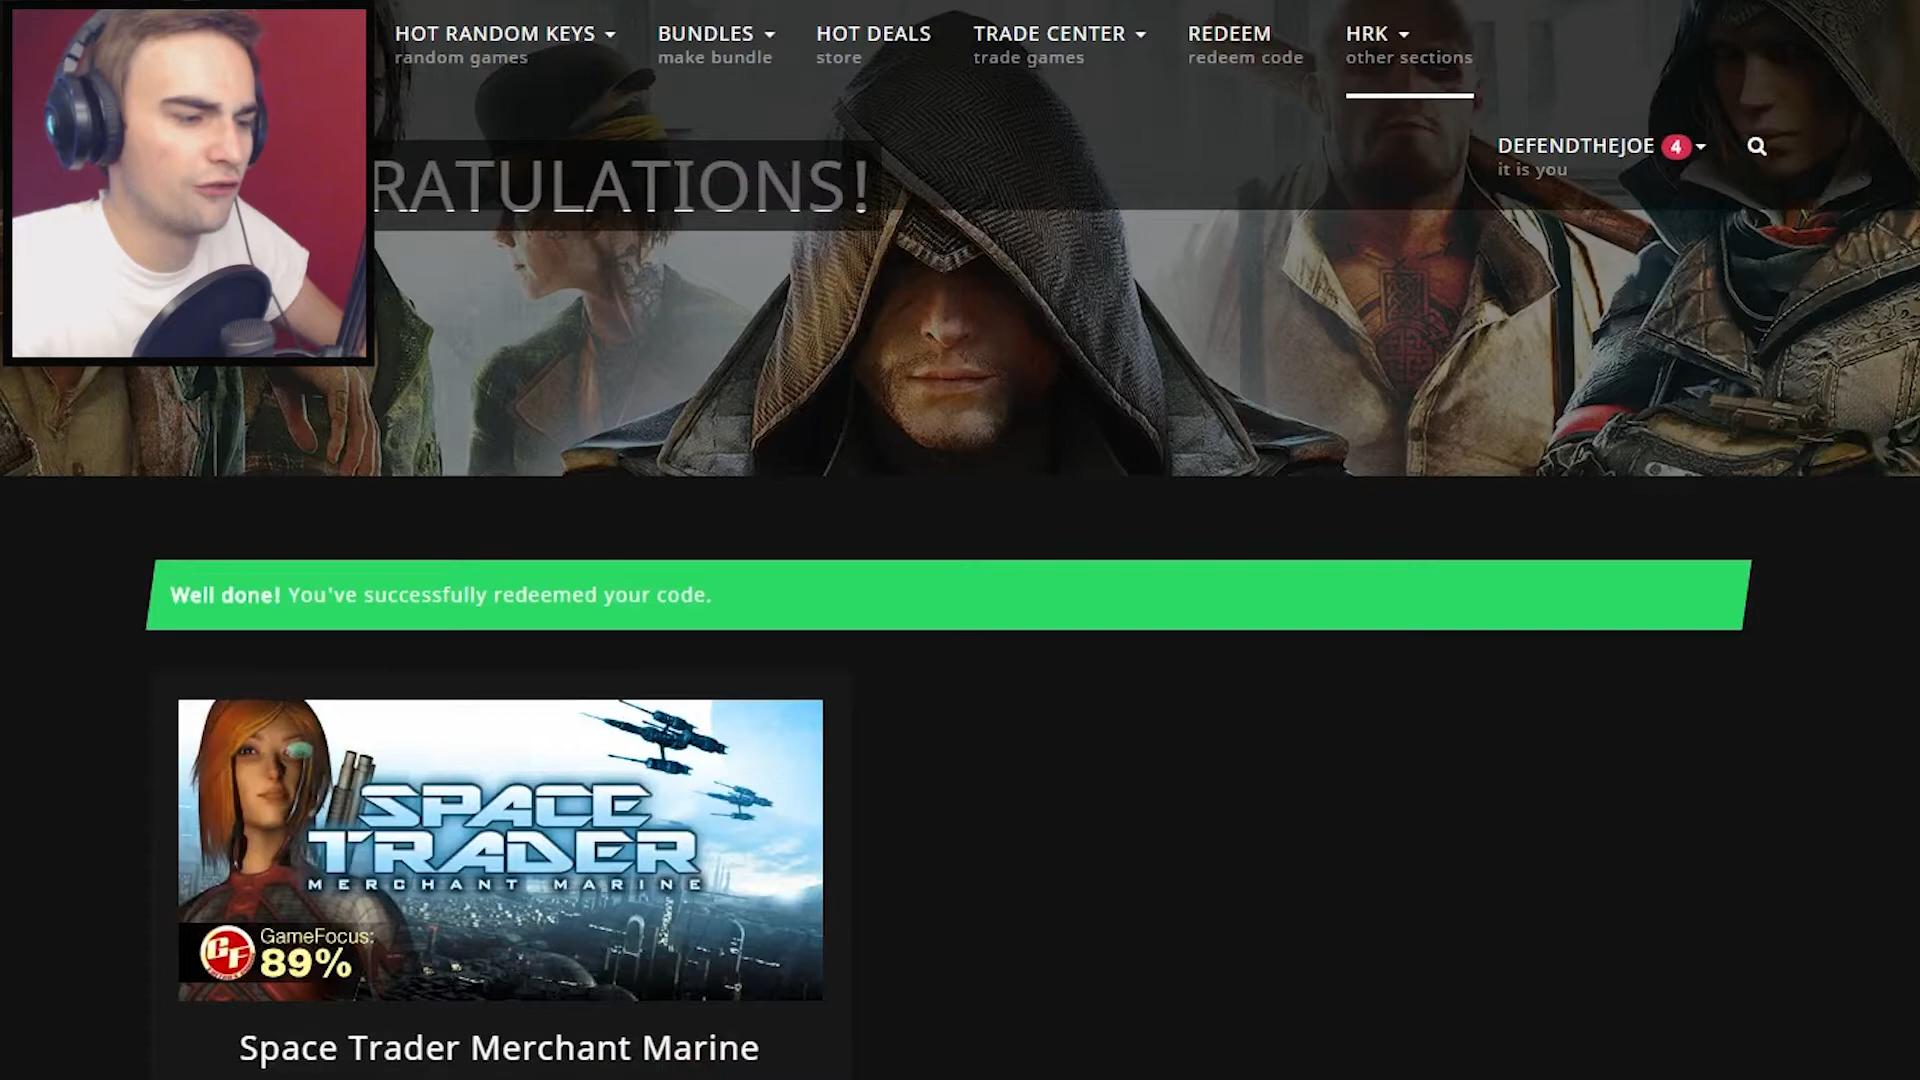 HOT RANDOM KEYS
random games
BUNDLES
make bundle
HOT DEALS
store
TRADE CENTER
trade games
REDEEM
redeem code
HRK
other sections
DEFENDTHEJOE 4
it is you
RATULATIONS!
Well done! You've successfully redeemed your code.
SPACE
TRADER
MERCHANT MARINE
GF
GameFocus:
89%
Space Trader Merchant Marine